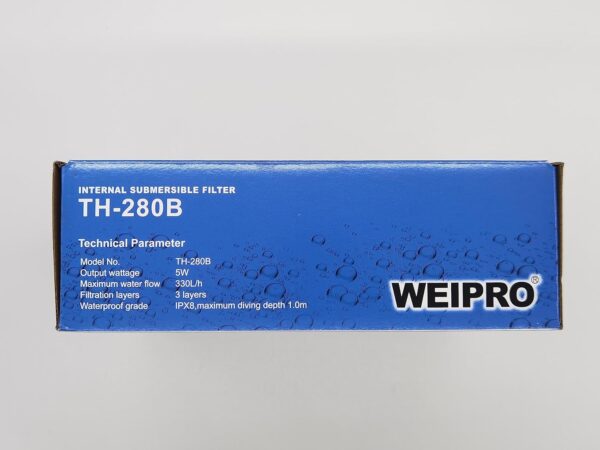 INTERNAL SUBMERSIBLE FILTER
TH-280B
Technical Parameter
Model No. TH-280B
Output wattage 5W
Maximum water flow 330L/h
Filtration layers 3 layers
Waterproof grade IPX8,maximum diving depth 1.0m
WEIPRO®